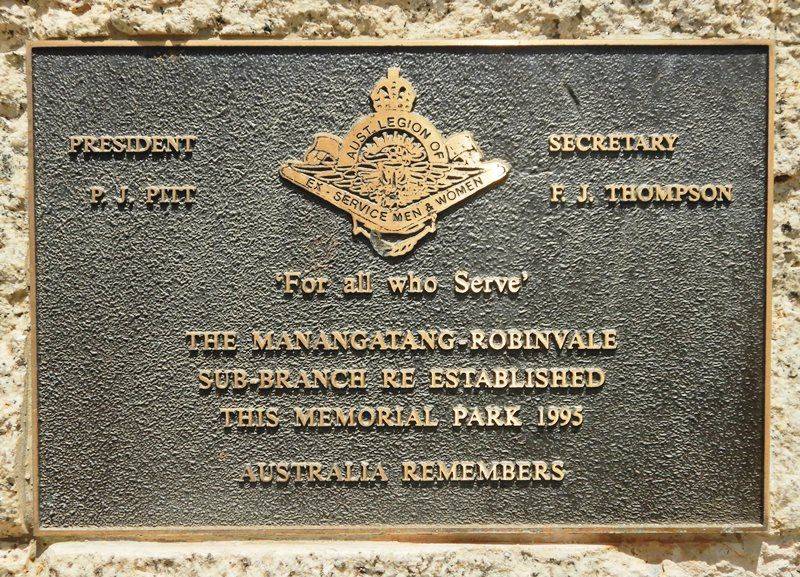 AUST. LEGION OF
EX-SERVICE MEN & WOMEN
PRESIDENT
P. J. PITT
SECRETARY
F. J. THOMPSON
'For all who Serve'
THE MANANGATANG-ROBINVALE
SUB-BRANCH RE ESTABLISHED
THIS MEMORIAL PARK 1995
AUSTRALIA REMEMBERS